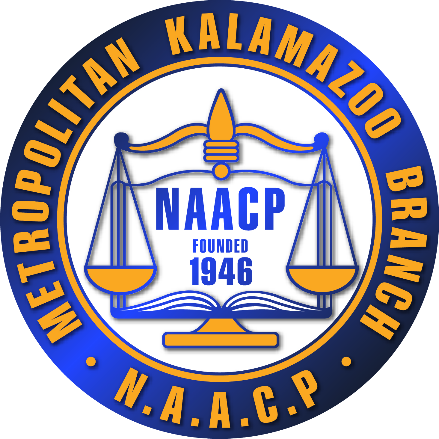 METROPOLITAN KALAMAZOO BRANCH
NAACP
FOUNDED
1946
• N.A.A.C.P •